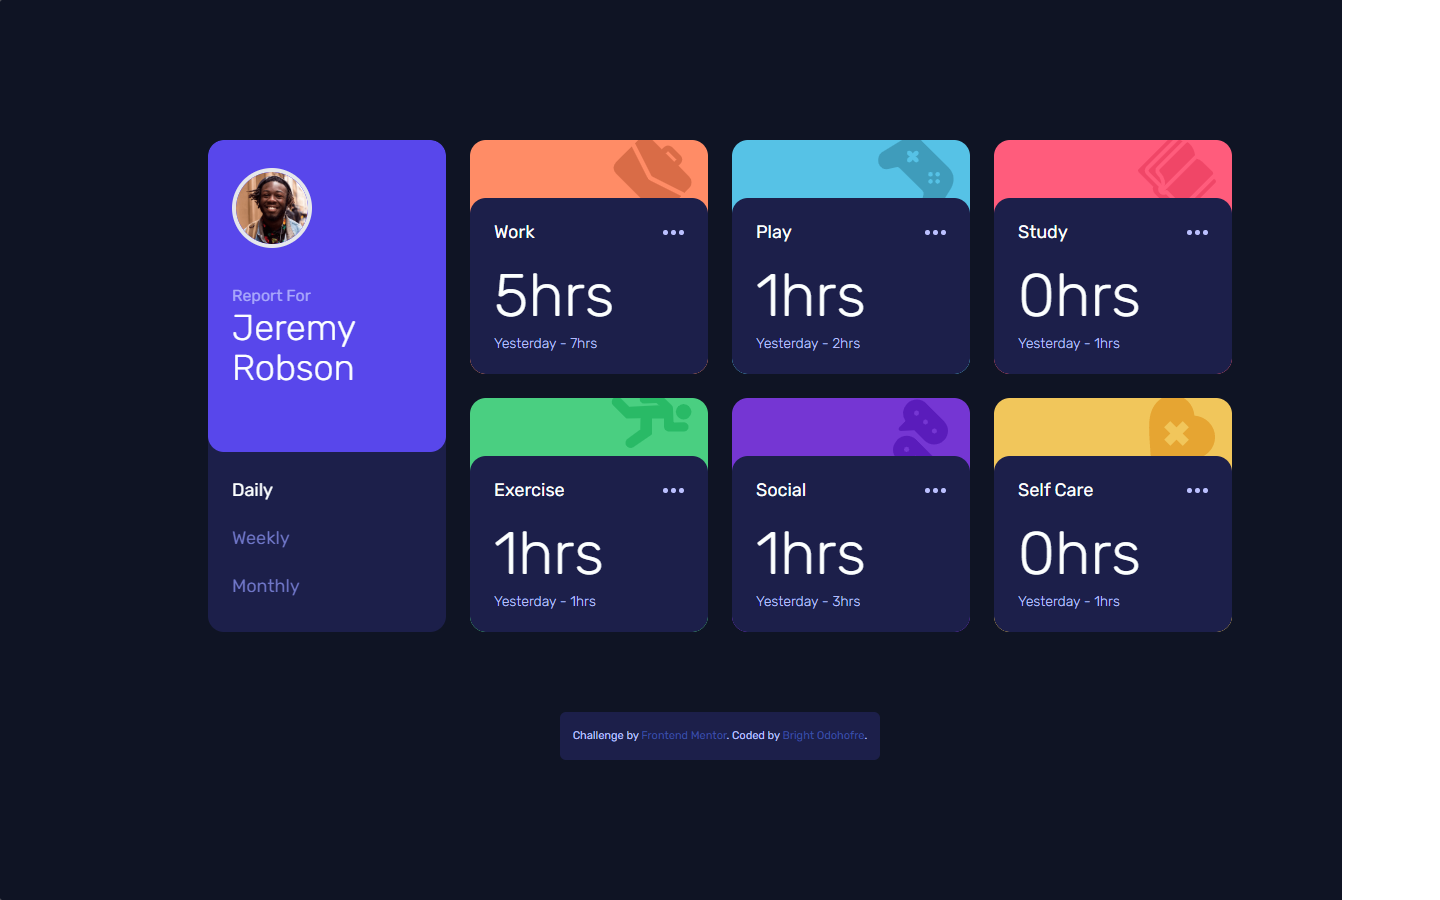 Report For
Jeremy
Robson
Daily
Weekly
Monthly
Work
5hrs
Yesterday - 7hrs
Play
1hrs
Yesterday - 2hrs
Study
0hrs
Yesterday - 1hrs
Exercise
1hrs
Yesterday - 1hrs
Social
1hrs
Yesterday - 3hrs
Self Care
0hrs
Yesterday - 1hrs
Challenge by Frontend Mentor. Coded by Bright Odohofre.